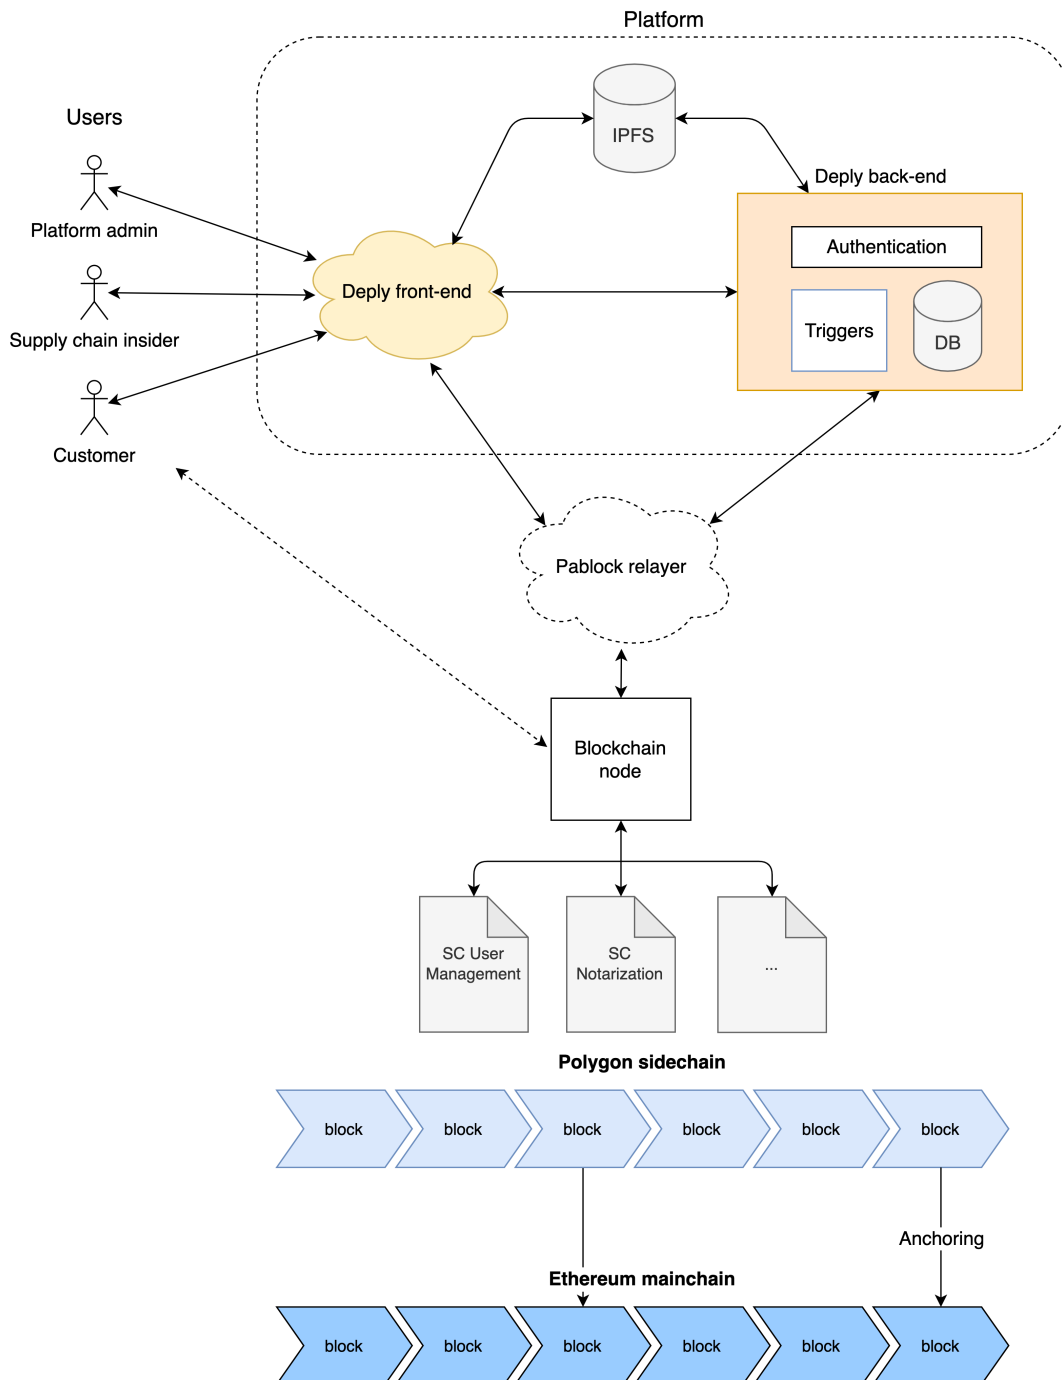 Platform
Users
IPFS
Deply back-end
Platform admin
Authentication
Deply front-end
Supply chain insider
Triggers
DB
Customer
Pablock relayer
Blockchain
node
SC User
Management
SC
Notarization
...
Polygon sidechain
block
block
block
block
block
block
Anchoring
Ethereum mainchain
block
block
block
block
block
block